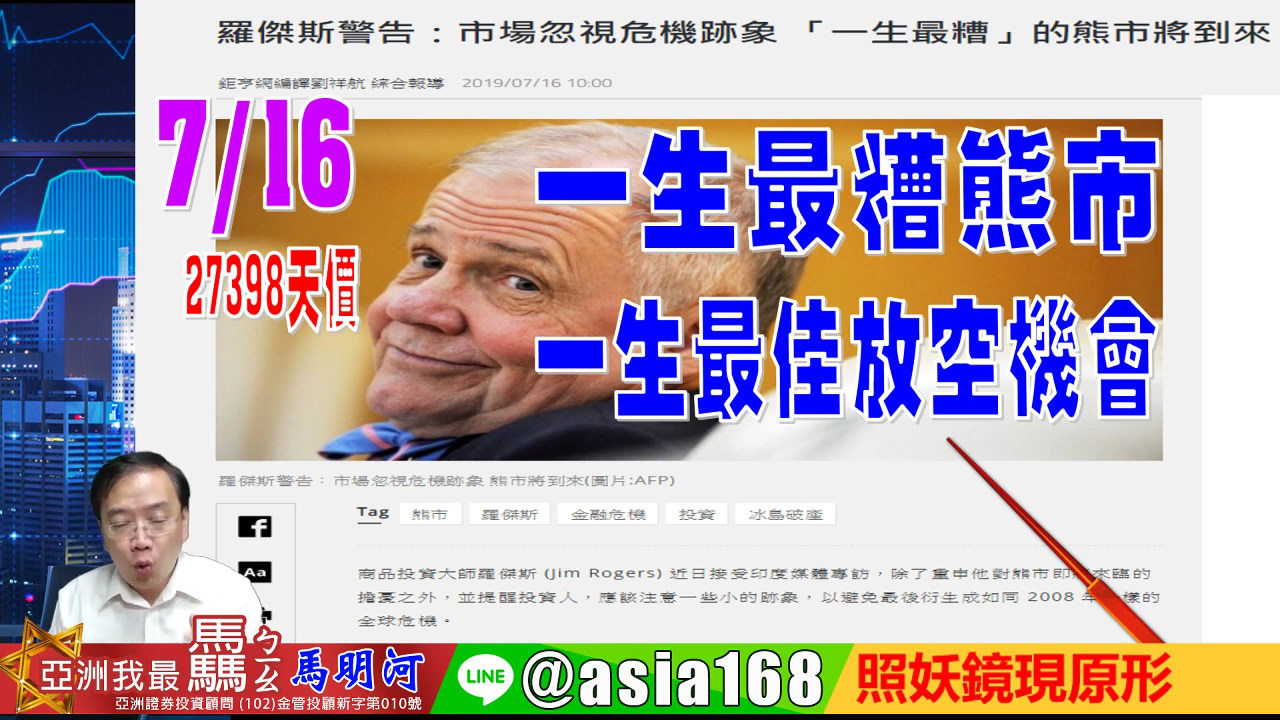 羅傑斯警告：市場忽視危機跡象 「一生最糟」的熊市將到來
鉅亨網編譯劉祥航 綜合報導 2019/07/16 10:00
7/16
27398天價
一生最糟熊市
一生最佳放空機會
羅傑斯警告：市場忽視危機跡象 熊市將到來(圖片:AFP)
Tag 熊市 羅傑斯 金融危機 投資 冰島破產
Aa
商品投資大師羅傑斯 (Jim Rogers) 近日接受印度媒體專訪，除了重申他對熊市即將來臨的
擔憂之外，並提醒投資人，應該注意一些小的跡象，以避免最後衍生成如同 2008 年一樣的
全球危機。
亞洲我最驫ㄅㄠ 馬明河
亞洲證券投資顧問 (102)金管投顧新字第010號
LINE @asia168
照妖鏡現原形